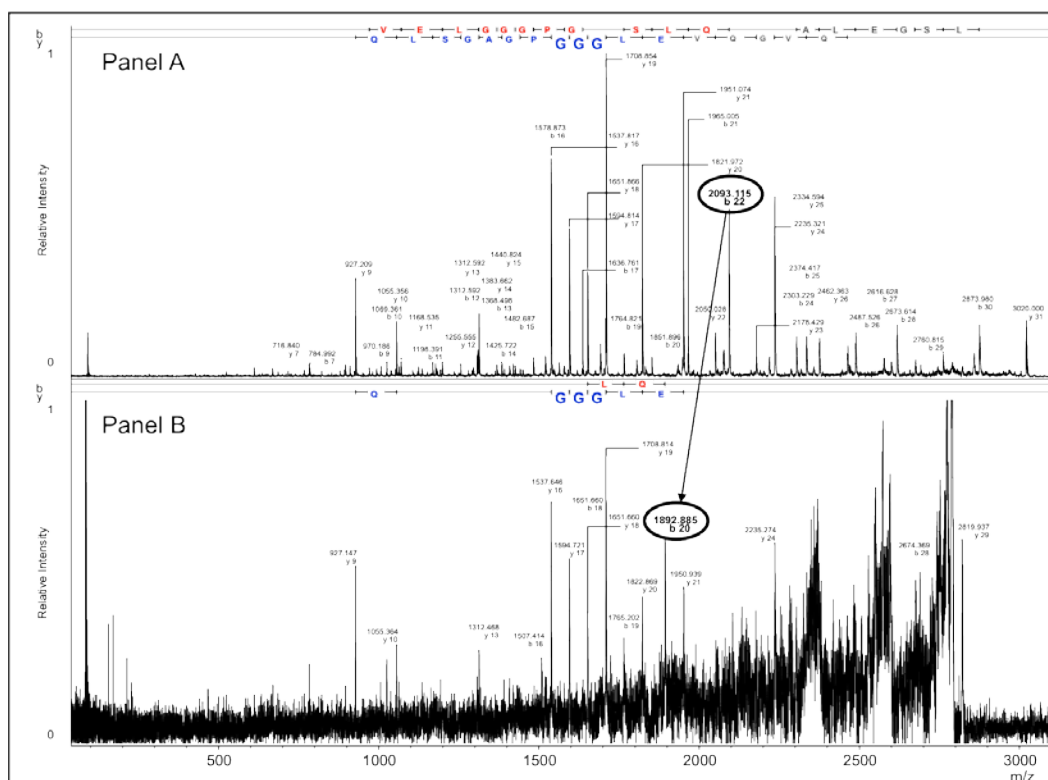 b V E L G G G P G S L Q A L E G S L
y Q L S G A G P G G G L E V Q G V Q
1
Panel A
1708.854
y 19
1951.074
y 21
1965.005
b 21
1578.873
b 16
1537.817
y 16
1821.972
y 20
1651.866
y 18
2093.115
b 22
2334.594
y 25
1594.814
y 17
2235.321
y 24
Relative Intensity
1440.824
y 15
1312.592
y 13
1383.662
y 14
1636.761
b 17
2374.417
b 25
927.209
y 9
1312.592
b 12
1368.498
b 13
2303.229
b 24
2462.363
y 26
2616.628
b 27
2873.980
b 30
1055.356
y 10
1069.361
b 10
1168.535
y 11
1482.687
b 15
1764.821
b 19
2050.028
y 22
2178.429
y 23
2487.526
b 26
2673.614
b 28
3020.000
y 31
716.840
b 7
784.992
b 7
970.186
b 9
1198.391
b 11
1255.555
y 12
1425.722
b 14
1851.896
b 20
2760.815
b 29
0
b L Q
y Q G G G L E
1
Panel B
1708.814
y 19
1537.646
y 16
1651.660
b 18
1651.660
y 18
1892.885
b 20
1594.721
y 17
2235.274
y 24
2674.369
b 28
2819.937
y 29
927.147
y 9
Relative Intensity
1822.869
y 20
1950.939
y 21
1055.364
y 10
1312.468
y 13
1507.414
b 16
1765.202
b 19
0
500 1000 1500 2000 2500 3000
m/z